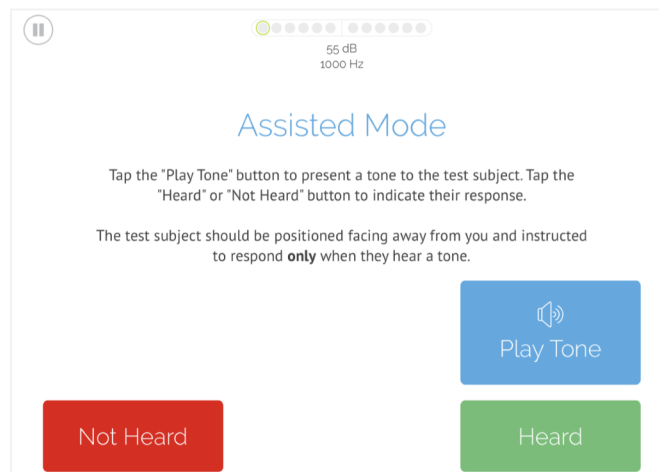 55 dB
1000 Hz
Assisted Mode
Tap the "Play Tone" button to present a tone to the test subject. Tap the
"Heard" or "Not Heard" button to indicate their response.
The test subject should be positioned facing away from you and instructed
to respond only when they hear a tone.
Play Tone
Not Heard
Heard